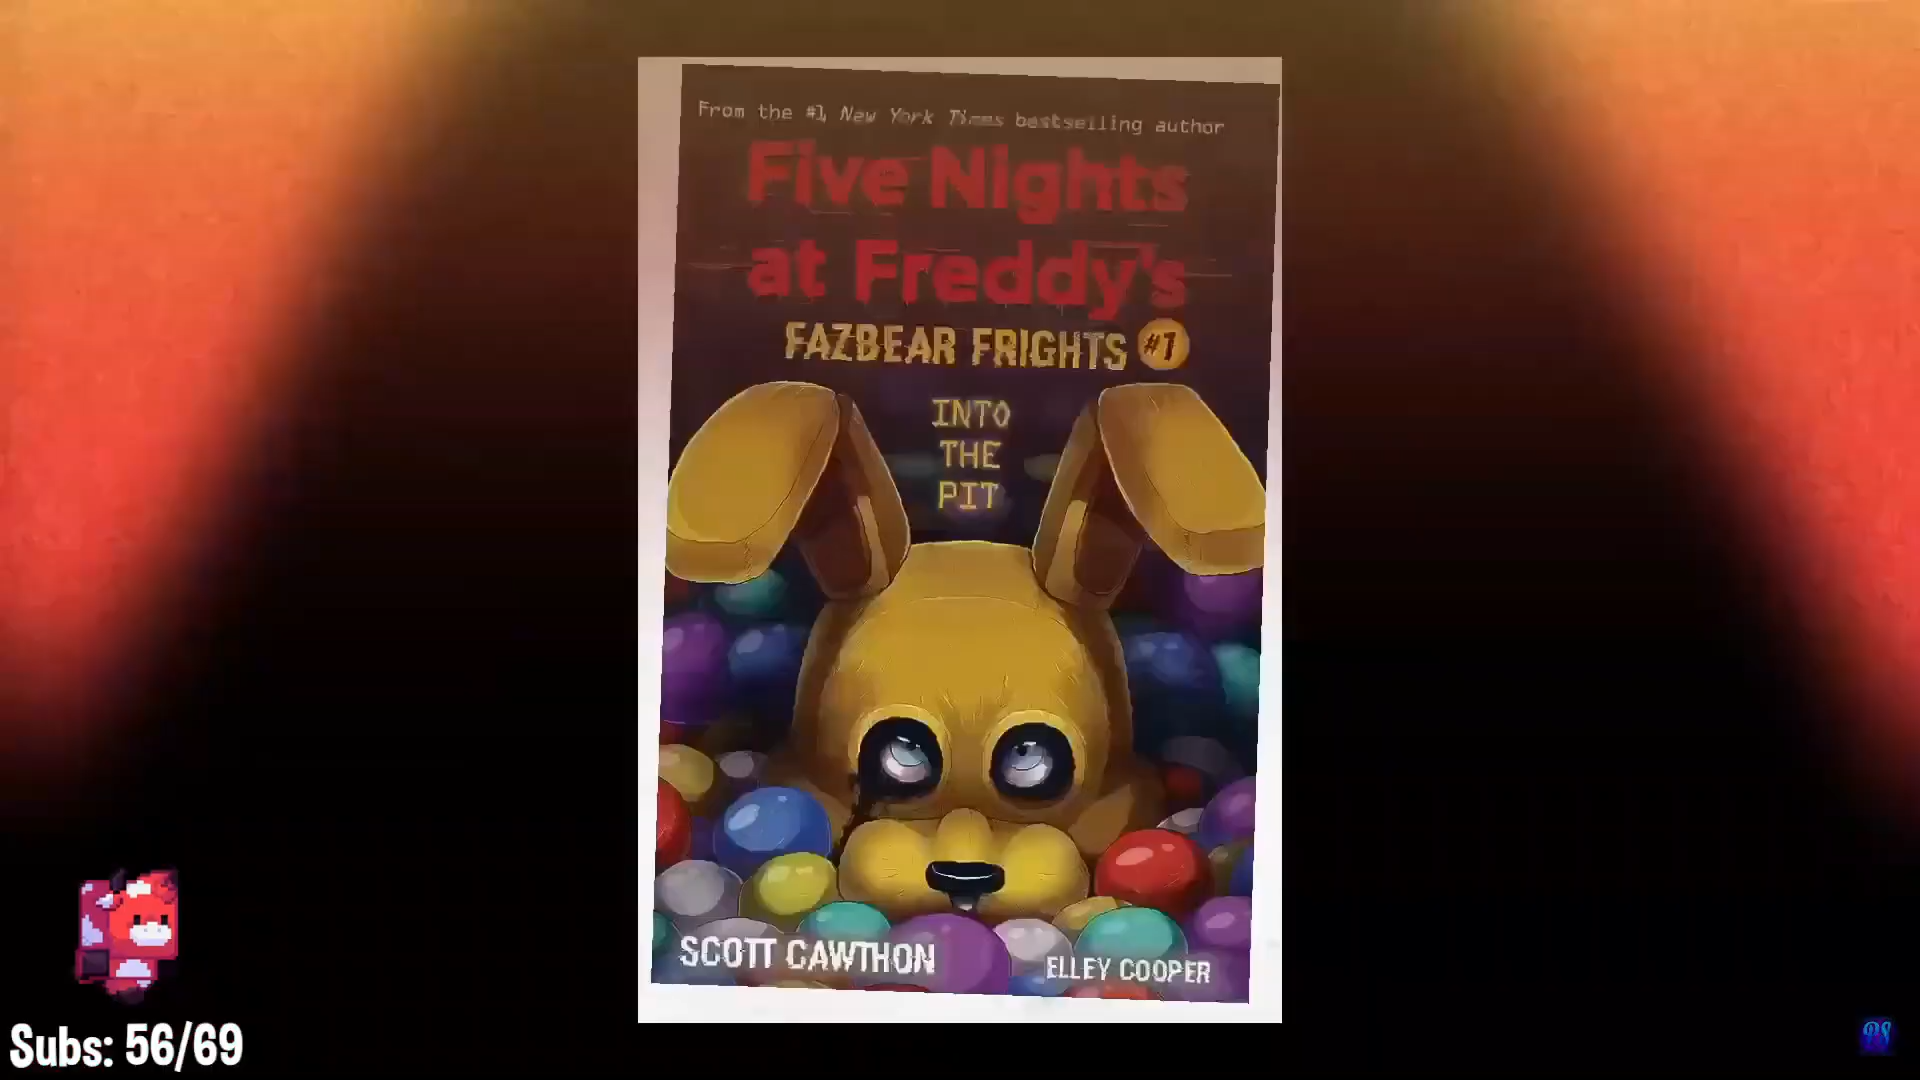 From the #1 New York Times bestselling author
Five Nights
at Freddy's
FAZBEAR FRIGHTS #1
INTO
THE
PIT
SCOTT CAWTHON
ELLEY COOPER
Subs: 56/69
BS